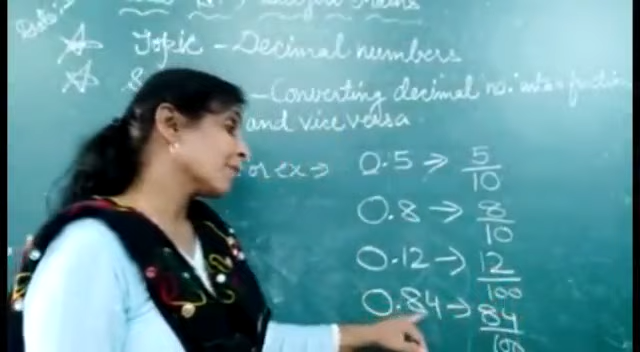 Topic - Decimal numbers
- Converting decimal no. into a fraction
and vice versa
For ex → 0.5 → 5/10
0.8 → 8/10
0.12 → 12/100
0.84 → 84/100